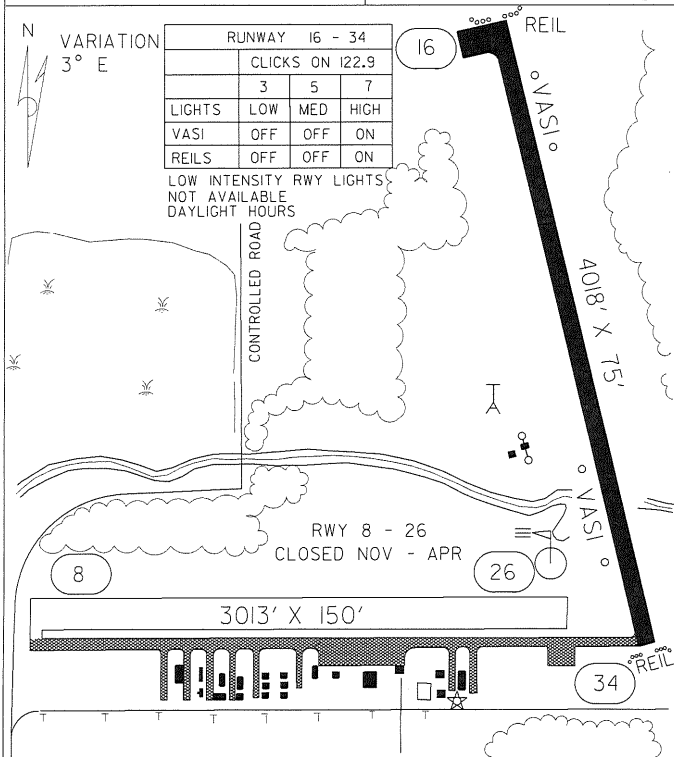 N
VARIATION
3° E
RUNWAY 16 - 34
CLICKS ON 122.9
3 5 7
LIGHTS LOW MED HIGH
VASI OFF OFF ON
REILS OFF OFF ON
LOW INTENSITY RWY LIGHTS
NOT AVAILABLE
DAYLIGHT HOURS
16
REIL
VASI
CONTROLLED ROAD
4018' X 75'
VASI
RWY 8 - 26
CLOSED NOV - APR
8
26
3013' X 150'
34
REIL